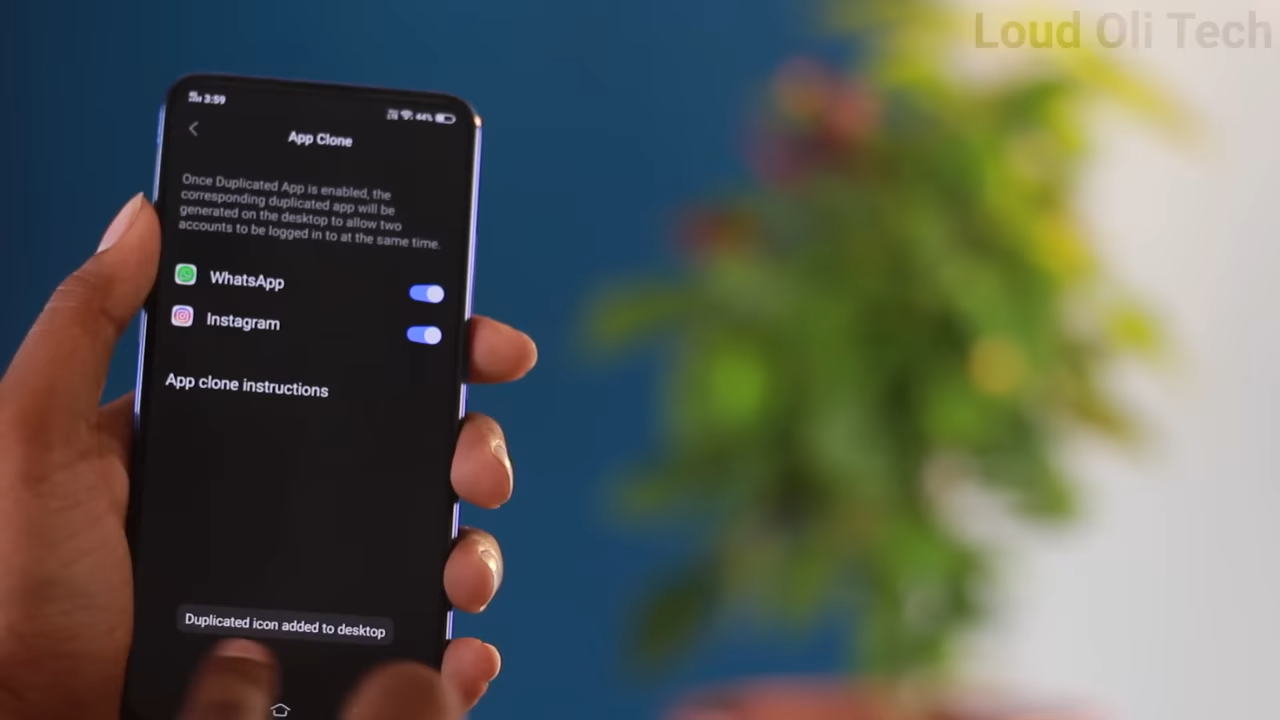 Loud Oli Tech
3:59
44%
App Clone
Once Duplicated App is enabled, the
corresponding duplicated app will be
generated on the desktop to allow two
accounts to be logged in to at the same time.
WhatsApp
Instagram
App clone instructions
Duplicated icon added to desktop